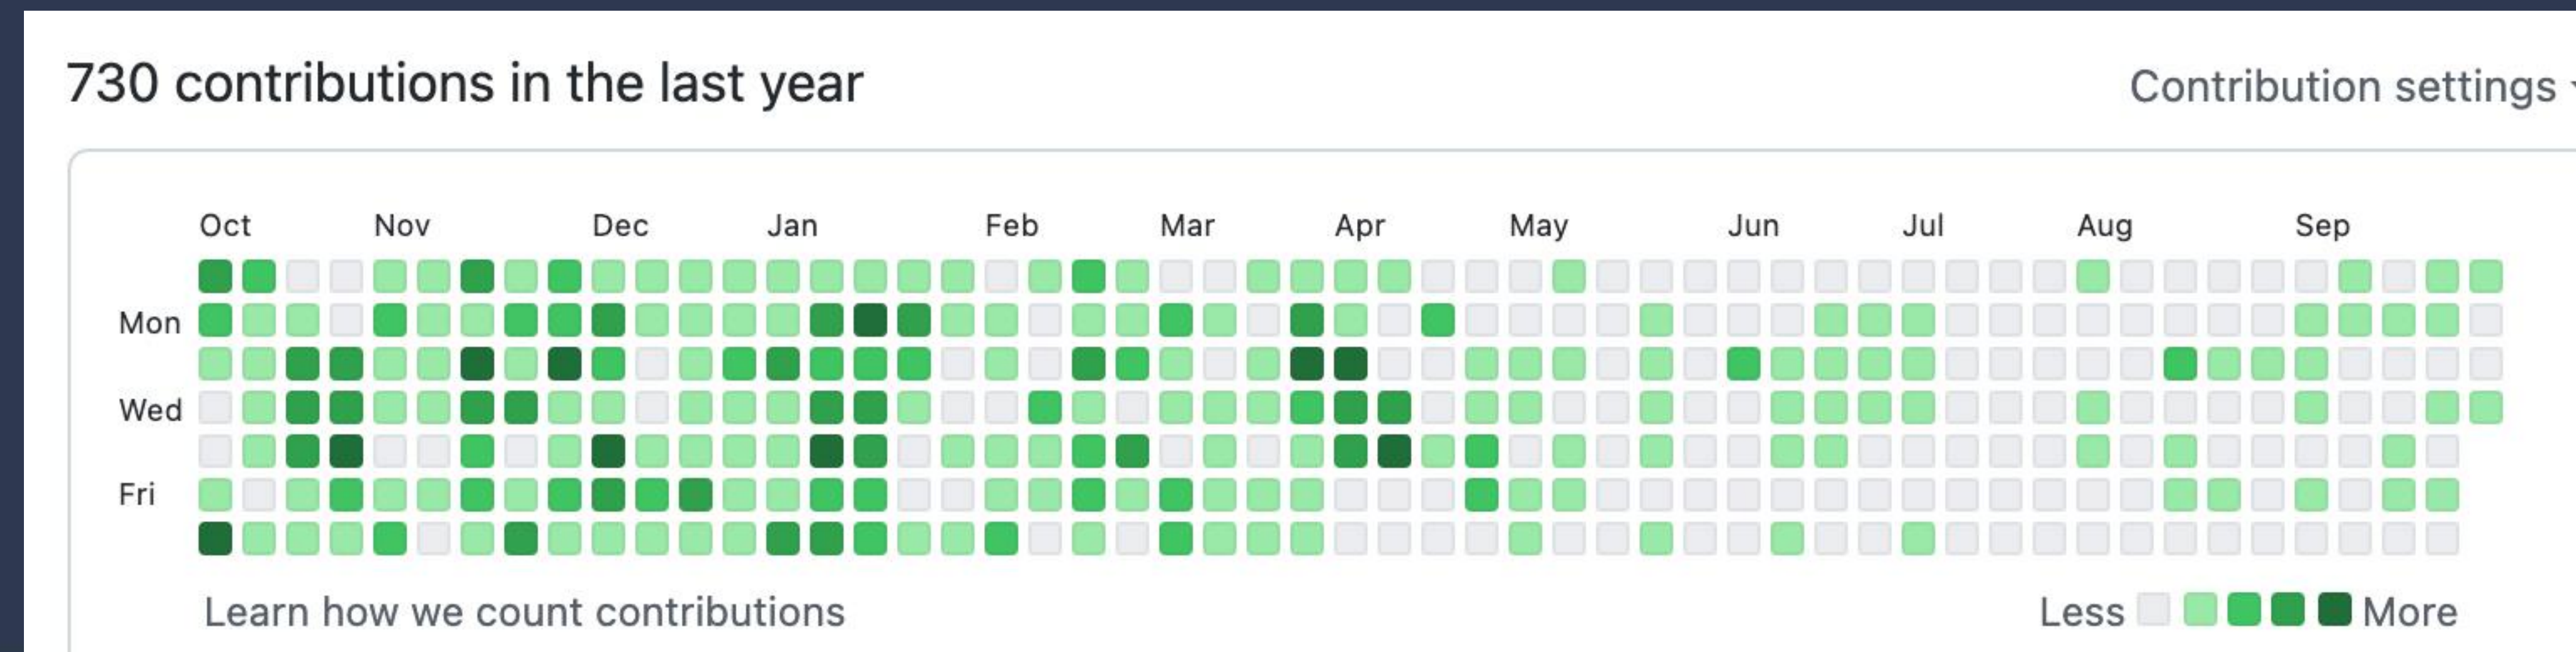 730 contributions in the last year
Contribution settings
Oct Nov Dec Jan Feb Mar Apr May Jun Jul Aug Sep
Mon
Wed
Fri
Learn how we count contributions
Less More